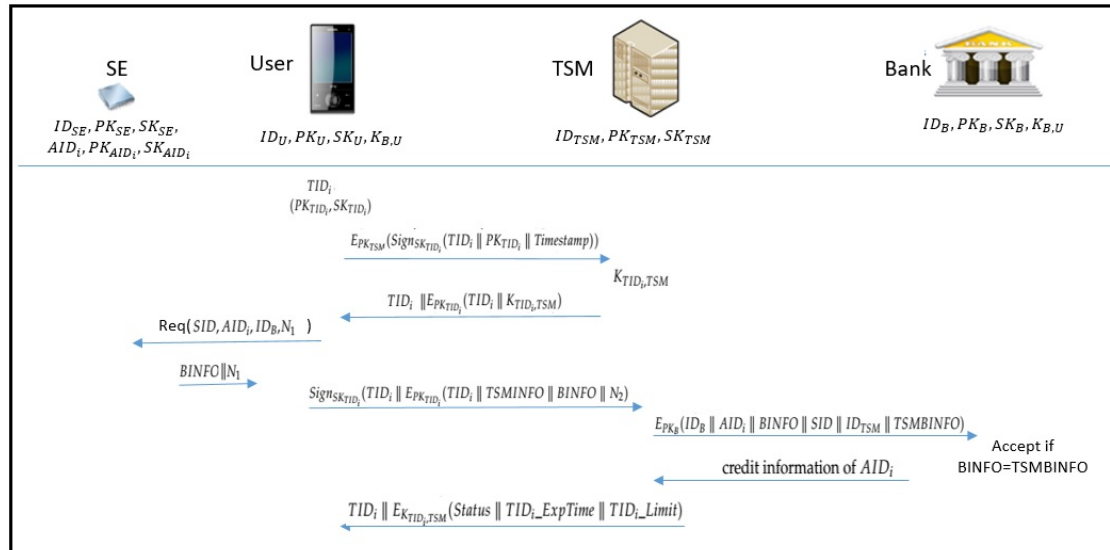 SE
User
TSM
Bank
BANK
ID_SE, PK_SE, SK_SE,
AID_i, PK_AID_i, SK_AID_i
ID_U, PK_U, SK_U, K_B,U
ID_TSM, PK_TSM, SK_TSM
ID_B, PK_B, SK_B, K_B,U
TID_i
(PK_TID_i, SK_TID_i)
E_PK_TSM(Sign_SK_TID_i(TID_i ∥ PK_TID_i ∥ Timestamp))
K_TID_i,TSM
TID_i ∥E_PK_TID_i(TID_i ∥ K_TID_i,TSM)
Req(SID, AID_i, ID_B, N_1 )
BINFO∥N_1
Sign_SK_TID_i(TID_i ∥ E_PK_TID_i(TID_i ∥ TSMINFO ∥ BINFO ∥ N_2)
E_PK_B(ID_B ∥ AID_i ∥ BINFO ∥ SID ∥ ID_TSM ∥ TSMBINFO)
Accept if
BINFO=TSMBINFO
credit information of AID_i
TID_i ∥ E_K_TID_i,TSM(Status ∥ TID_i_ExpTime ∥ TID_i_Limit)